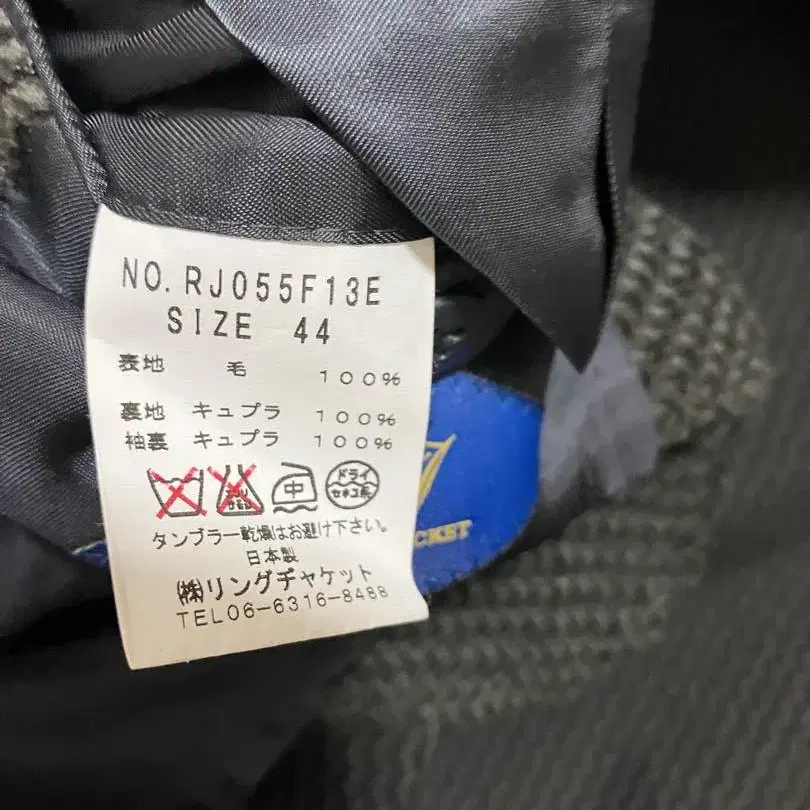 NO. RJ055F13E
SIZE 44
表地 毛 100%
裏地 キュプラ 100%
袖裏 キュプラ 100%
中
ドライ
セキユ系
タンブラー乾燥はお避け下さい。
日本製
㈱リングヂャケット
TEL06-6316-8488
CKET